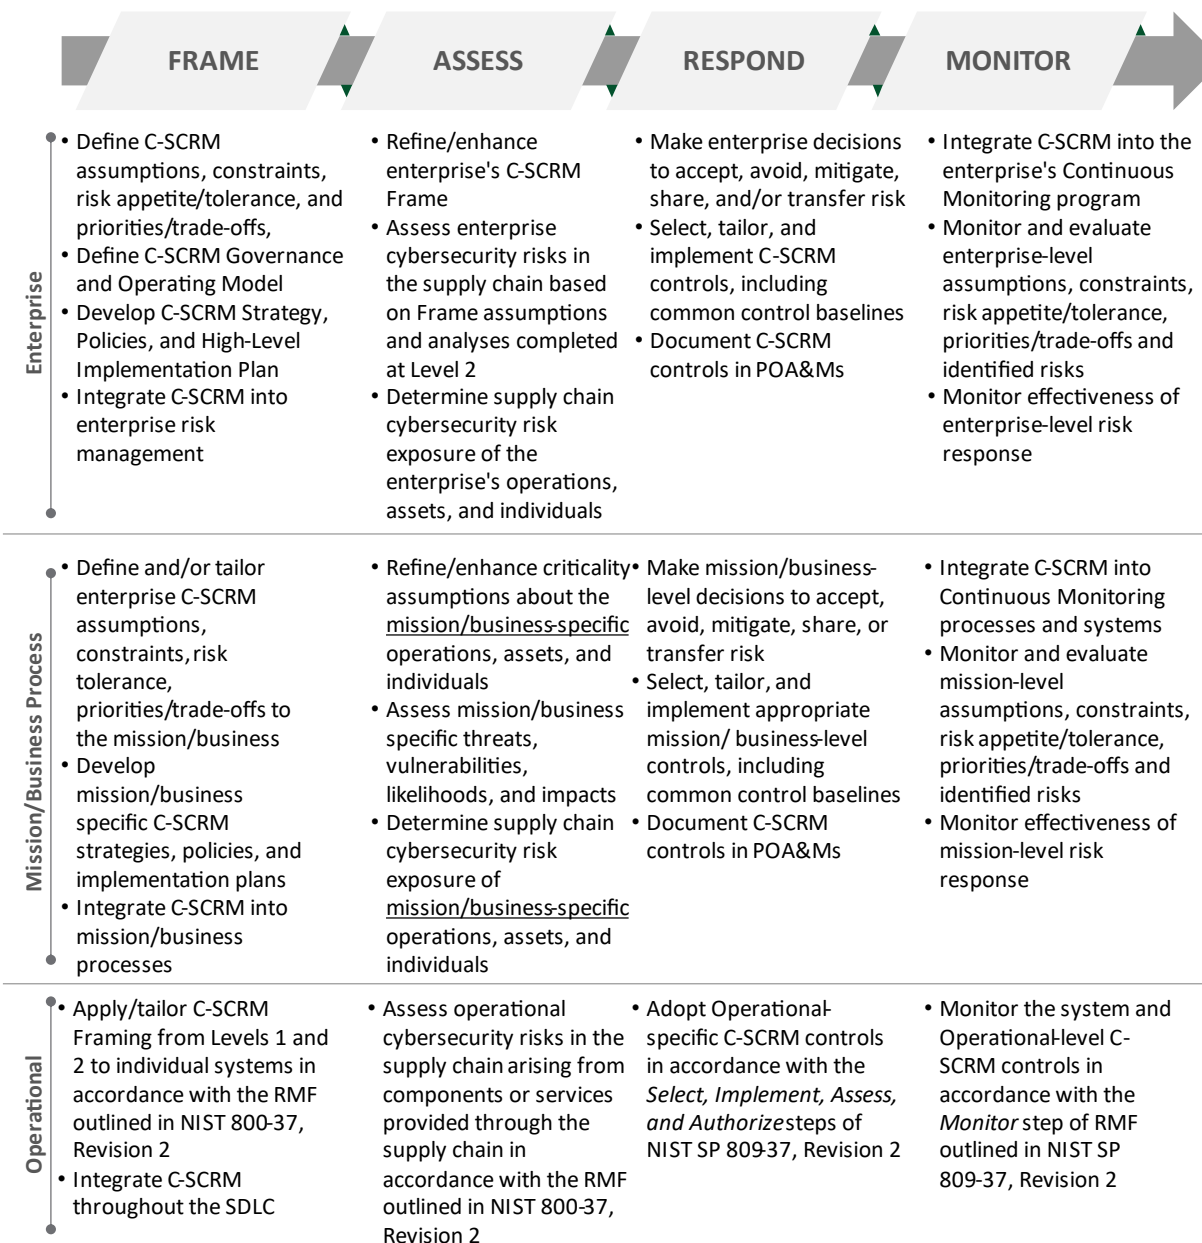 FRAME
ASSESS
RESPOND
MONITOR
Enterprise
• Define C-SCRM
assumptions, constraints,
risk appetite/tolerance, and
priorities/trade-offs,
• Define C-SCRM Governance
and Operating Model
• Develop C-SCRM Strategy,
Policies, and High-Level
Implementation Plan
• Integrate C-SCRM into
enterprise risk
management
• Refine/enhance
enterprise's C-SCRM
Frame
• Assess enterprise
cybersecurity risks in
the supply chain based
on Frame assumptions
and analyses completed
at Level 2
• Determine supply chain
cybersecurity risk
exposure of the
enterprise's operations,
assets, and individuals
• Make enterprise decisions
to accept, avoid, mitigate,
share, and/or transfer risk
• Select, tailor, and
implement C-SCRM
controls, including
common control baselines
• Document C-SCRM
controls in POA&Ms
• Integrate C-SCRM into the
enterprise's Continuous
Monitoring program
• Monitor and evaluate
enterprise-level
assumptions, constraints,
risk appetite/tolerance,
priorities/trade-offs and
identified risks
• Monitor effectiveness of
enterprise-level risk
response
Mission/Business Process
• Define and/or tailor
enterprise C-SCRM
assumptions,
constraints, risk
tolerance,
priorities/trade-offs to
the mission/business
• Develop
mission/business
specific C-SCRM
strategies, policies, and
implementation plans
• Integrate C-SCRM into
mission/business
processes
• Refine/enhance criticality
assumptions about the
mission/business-specific
operations, assets, and
individuals
• Assess mission/business
specific threats,
vulnerabilities,
likelihoods, and impacts
• Determine supply chain
cybersecurity risk
exposure of
mission/business-specific
operations, assets, and
individuals
• Make mission/business-
level decisions to accept,
avoid, mitigate, share, or
transfer risk
• Select, tailor, and
implement appropriate
mission/ business-level
controls, including
common control baselines
• Document C-SCRM
controls in POA&Ms
• Integrate C-SCRM into
Continuous Monitoring
processes and systems
• Monitor and evaluate
mission-level
assumptions, constraints,
risk appetite/tolerance,
priorities/trade-offs and
identified risks
• Monitor effectiveness of
mission-level risk
response
Operational
• Apply/tailor C-SCRM
Framing from Levels 1 and
2 to individual systems in
accordance with the RMF
outlined in NIST 800-37,
Revision 2
• Integrate C-SCRM
throughout the SDLC
• Assess operational
cybersecurity risks in the
supply chain arising from
components or services
provided through the
supply chain in
accordance with the RMF
outlined in NIST 800-37,
Revision 2
• Adopt Operational-
specific C-SCRM controls
in accordance with the
Select, Implement, Assess,
and Authorize steps of
NIST SP 809-37, Revision 2
• Monitor the system and
Operational-level C-
SCRM controls in
accordance with the
Monitor step of RMF
outlined in NIST SP
809-37, Revision 2